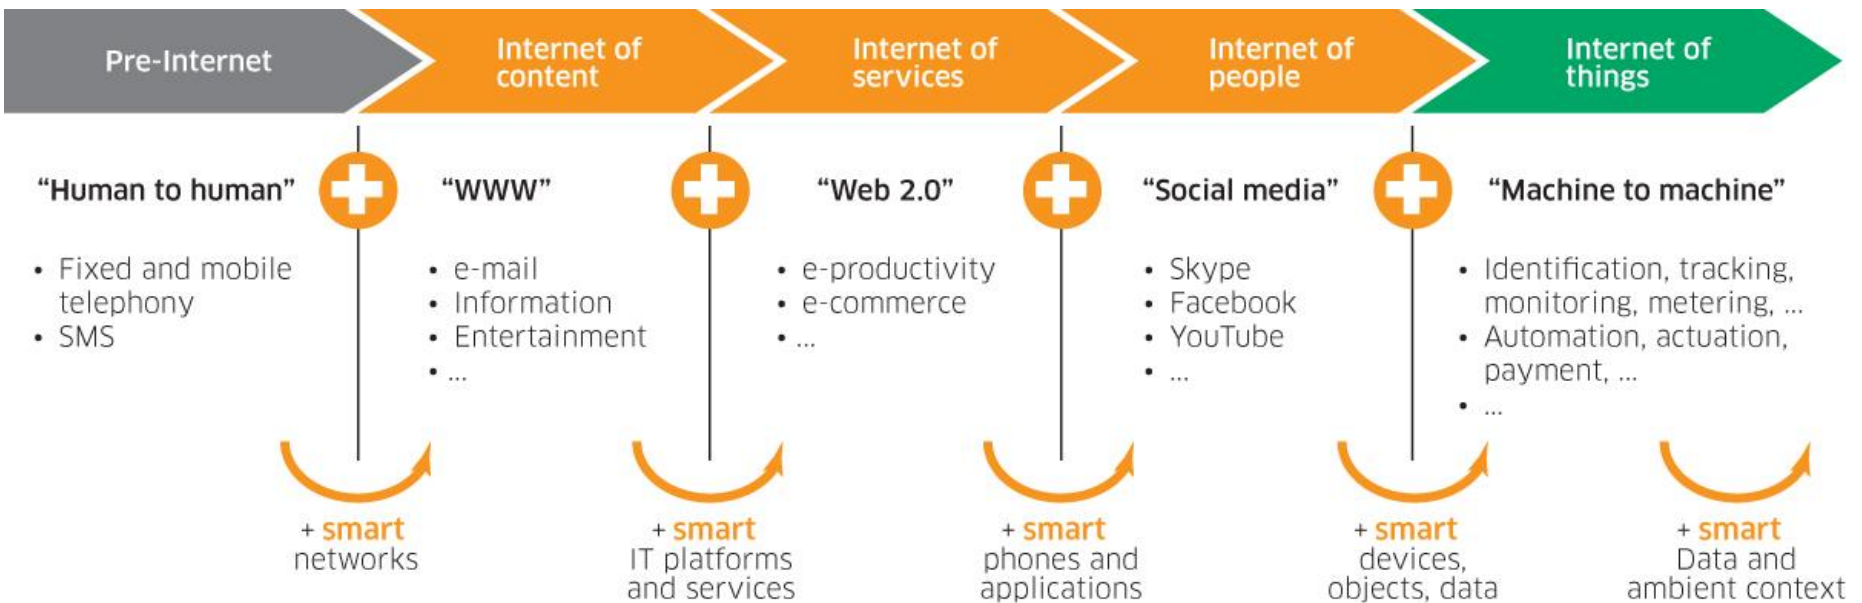 Pre-Internet
Internet of
content
Internet of
services
Internet of
people
Internet of
things
“Human to human”
“WWW”
“Web 2.0”
“Social media”
“Machine to machine”
• Fixed and mobile
telephony
• SMS
• e-mail
• Information
• Entertainment
• ...
• e-productivity
• e-commerce
• ...
• Skype
• Facebook
• YouTube
• ...
• Identification, tracking,
monitoring, metering, ...
• Automation, actuation,
payment, ...
• ...
+ smart
networks
+ smart
IT platforms
and services
+ smart
phones and
applications
+ smart
devices,
objects, data
+ smart
Data and
ambient context